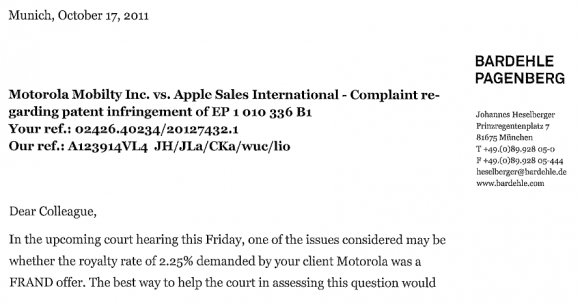 Munich, October 17, 2011
BARDEHLE
PAGENBERG
Motorola Mobilty Inc. vs. Apple Sales International - Complaint re-
garding patent infringement of EP 1 010 336 B1
Your ref.: 02426.40234/20127432.1
Our ref.: A123914VL4 JH/JLa/CKa/wuc/lio
Johannes Heselberger
Prinzregentenplatz 7
81675 München
T +49.(0)89.928 05-0
F +49.(0)89.928 05-444
heselberger@bardehle.de
www.bardehle.com
Dear Colleague,
In the upcoming court hearing this Friday, one of the issues considered may be
whether the royalty rate of 2.25% demanded by your client Motorola was a
FRAND offer. The best way to help the court in assessing this question would